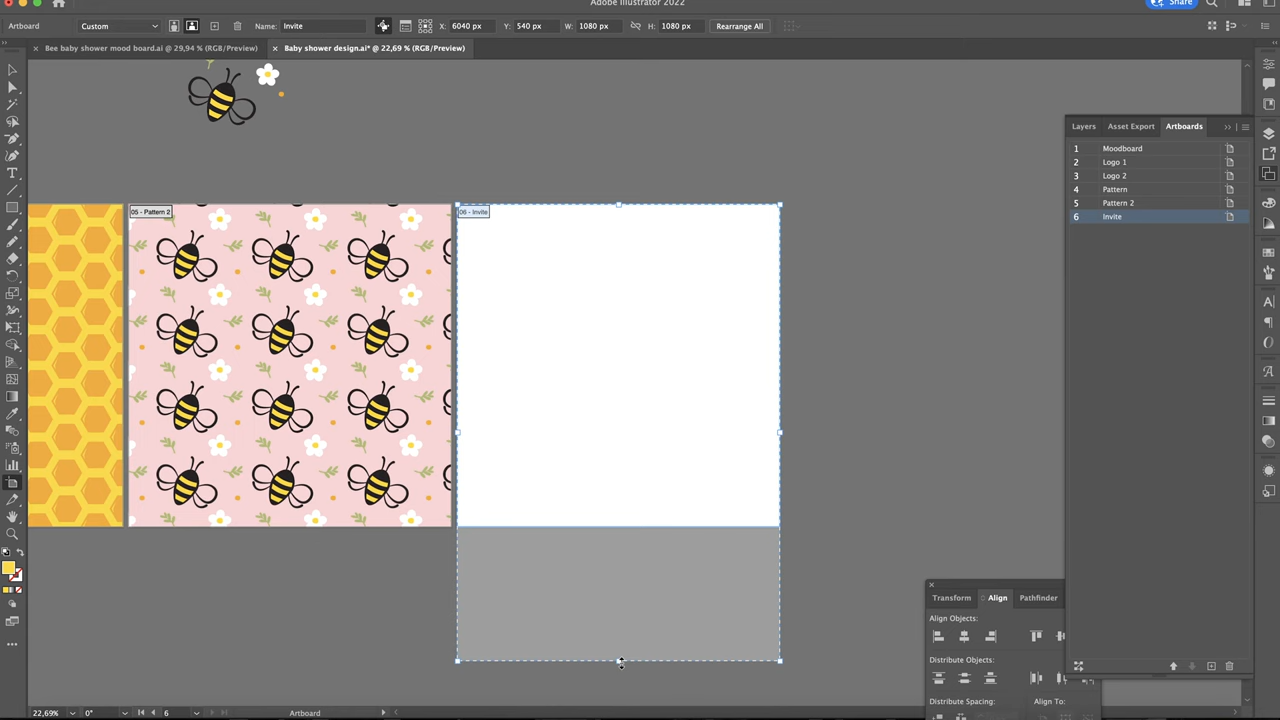 Adobe Illustrator 2022
Share
Artboard
Custom
Name: Invite
X: 6040 px
Y: 540 px
W: 1080 px
H: 1080 px
Rearrange All
× Bee baby shower mood board.ai @ 29,94 % (RGB/Preview)
× Baby shower design.ai* @ 22,69 % (RGB/Preview)
Layers
Asset Export
Artboards
1 Moodboard
2 Logo 1
3 Logo 2
4 Pattern
5 Pattern 2
6 Invite
05 - Pattern 2
06 - Invite
Transform
Align
Pathfinder
Align Objects:
Distribute Objects:
Distribute Spacing:
Align To:
22,69%
0°
6
Artboard